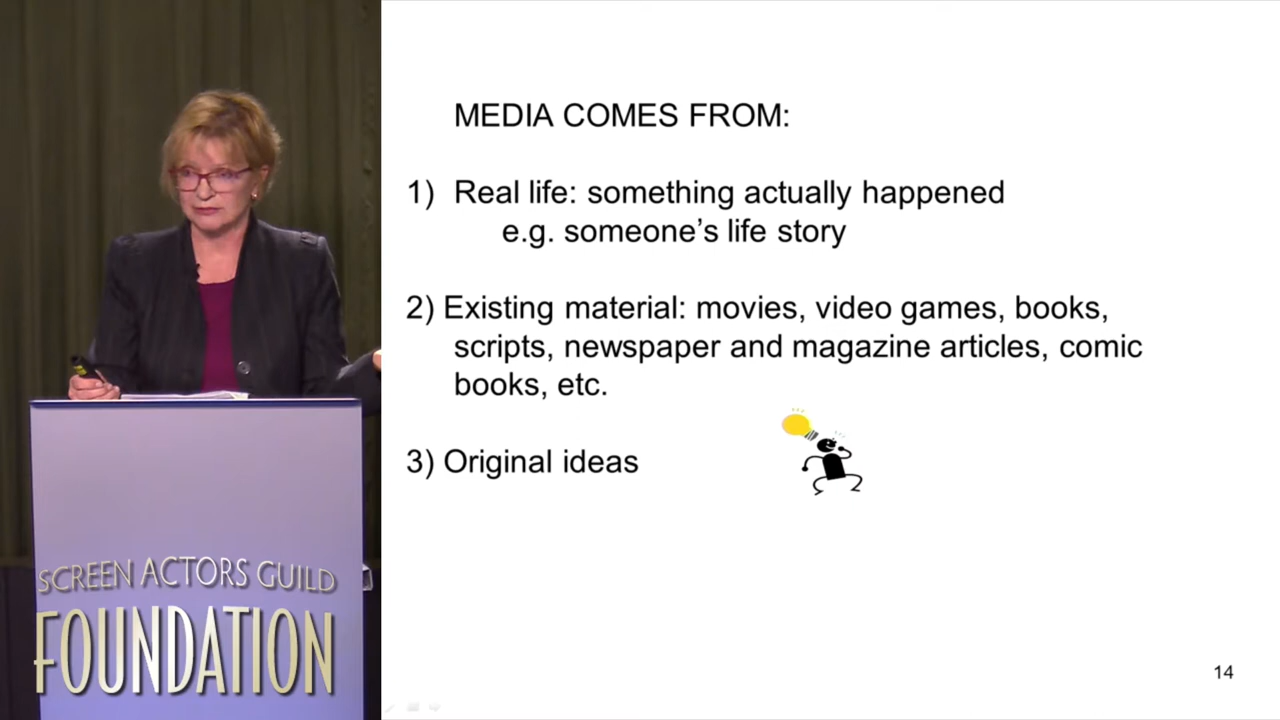 MEDIA COMES FROM:
1) Real life: something actually happened
e.g. someone’s life story
2) Existing material: movies, video games, books,
scripts, newspaper and magazine articles, comic
books, etc.
3) Original ideas
14
SCREEN ACTORS GUILD
FOUNDATION